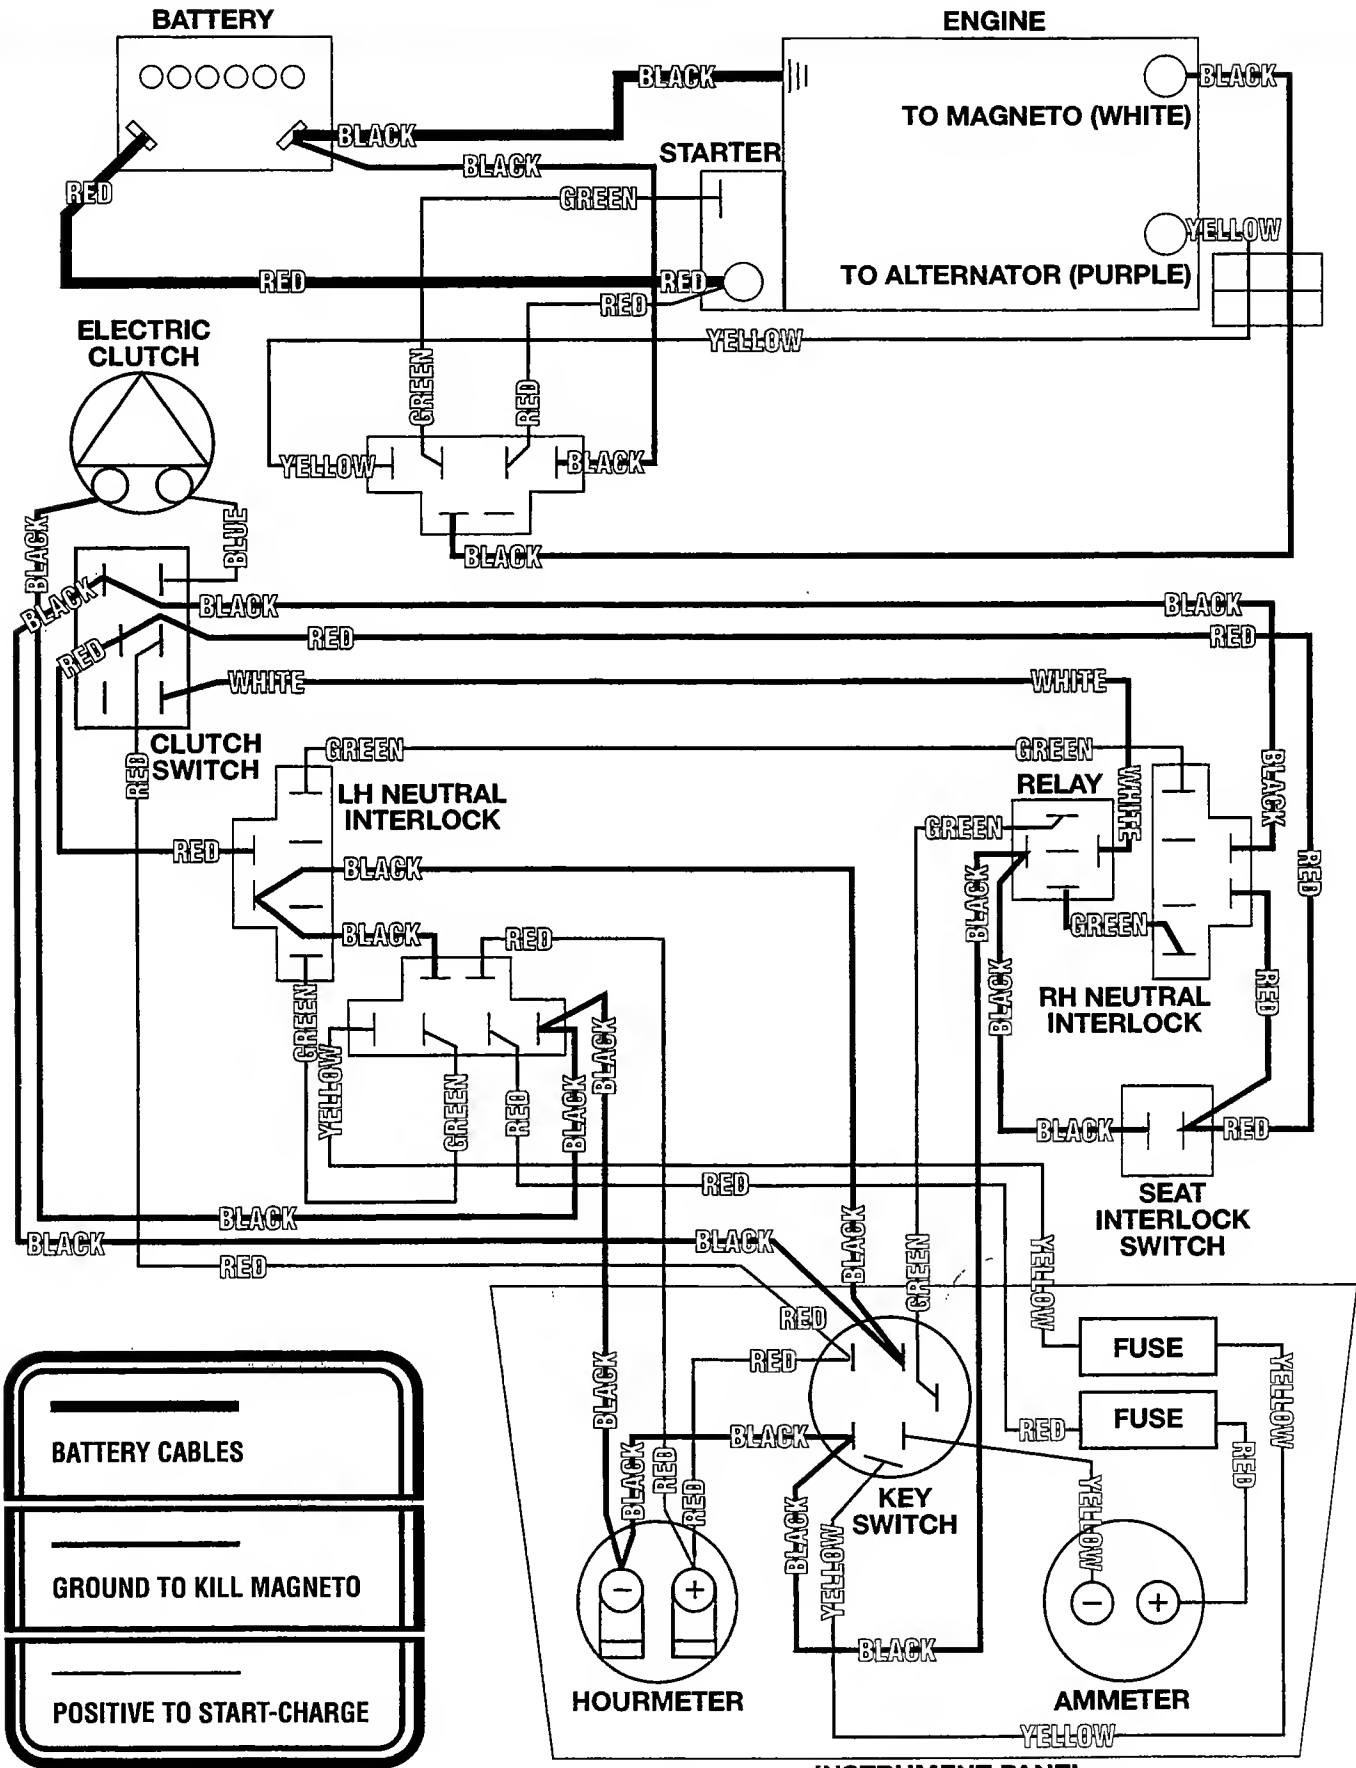 BATTERY
ENGINE
BLACK
BLACK
TO MAGNETO (WHITE)
BLACK
STARTER
BLACK
RED
GREEN
YELLOW
TO ALTERNATOR (PURPLE)
RED
RED
RED
ELECTRIC
CLUTCH
YELLOW
GREEN
RED
YELLOW
BLACK
BLACK
BLUE
BLACK
BLACK
BLACK
BLACK
RED
RED
RED
WHITE
WHITE
CLUTCH
SWITCH
RED
GREEN
GREEN
BLACK
LH NEUTRAL
INTERLOCK
RELAY
WHITE
GREEN
RED
BLACK
RED
BLACK
GREEN
BLACK
RED
BLACK
RED
RH NEUTRAL
INTERLOCK
GREEN
YELLOW
BLACK
GREEN
RED
BLACK
BLACK
RED
RED
SEAT
INTERLOCK
SWITCH
BLACK
BLACK
BLACK
BLACK
RED
GREEN
YELLOW
RED
FUSE
RED
YELLOW
BLACK
FUSE
BLACK
RED
RED
BLACK
RED
RED
YELLOW
KEY
SWITCH
BLACK
YELLOW
YELLOW
BLACK
HOURMETER
AMMETER
YELLOW
BATTERY CABLES
GROUND TO KILL MAGNETO
POSITIVE TO START-CHARGE